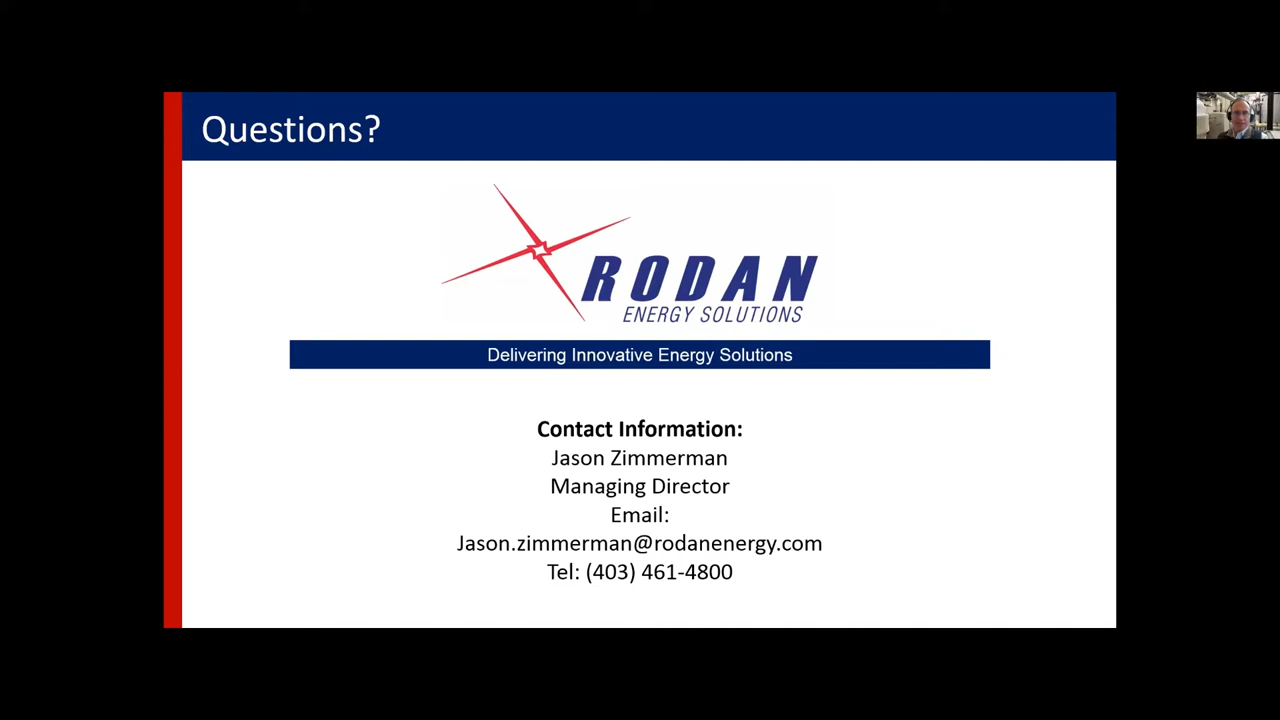 Questions?
RODAN
ENERGY SOLUTIONS
Delivering Innovative Energy Solutions
Contact Information:
Jason Zimmerman
Managing Director
Email:
Jason.zimmerman@rodanenergy.com
Tel: (403) 461-4800